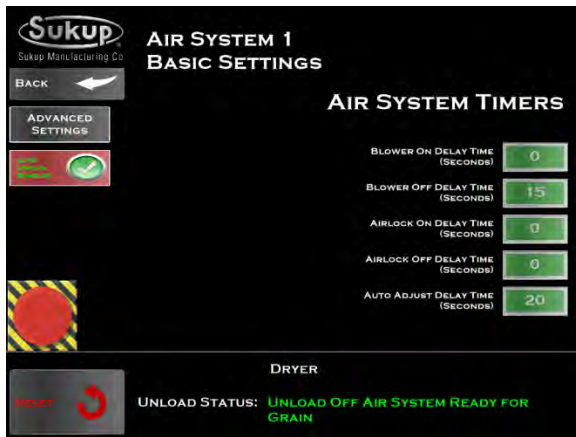 Sukup
Sukup Manufacturing Co
AIR SYSTEM 1
BASIC SETTINGS
BACK
ADVANCED
SETTINGS
AIR SYSTEM TIMERS
BLOWER ON DELAY TIME
(SECONDS)
0
BLOWER OFF DELAY TIME
(SECONDS)
15
AIRLOCK ON DELAY TIME
(SECONDS)
0
AIRLOCK OFF DELAY TIME
(SECONDS)
0
AUTO ADJUST DELAY TIME
(SECONDS)
20
DRYER
RESET
UNLOAD STATUS: UNLOAD OFF AIR SYSTEM READY FOR
GRAIN